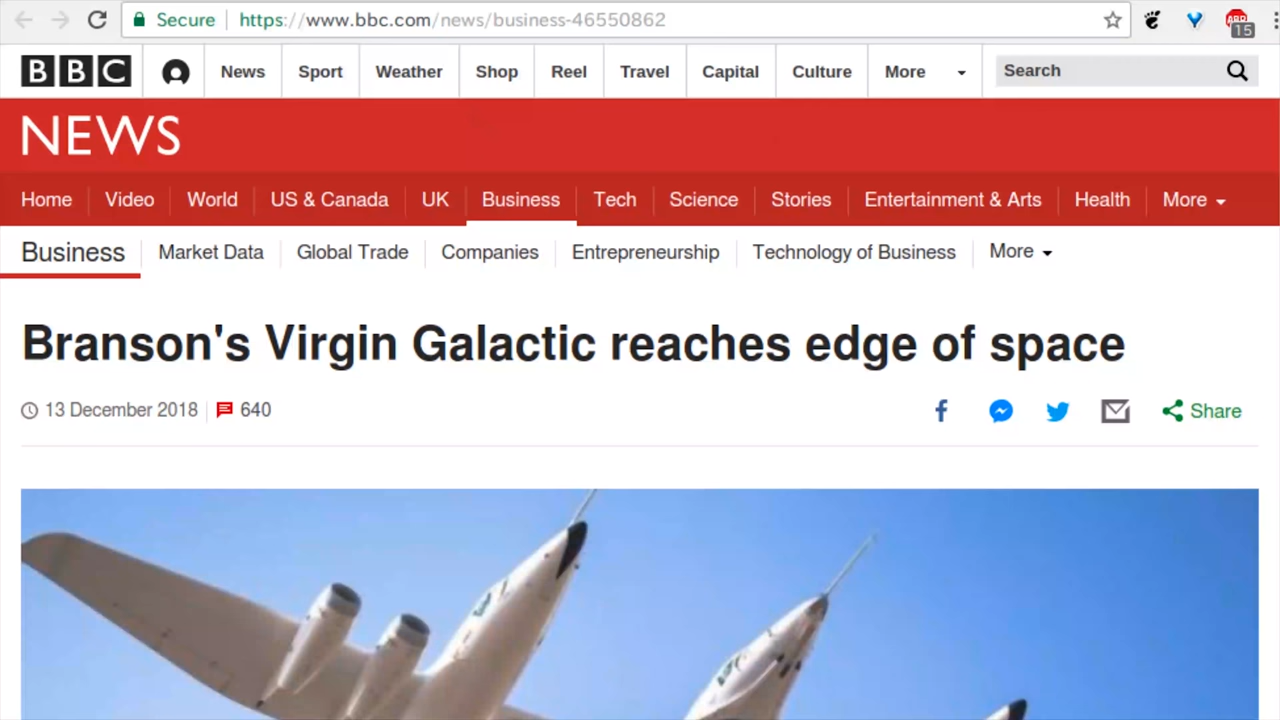 Secure https://www.bbc.com/news/business-46550862 ABP 15
BBC News Sport Weather Shop Reel Travel Capital Culture More Search
NEWS
Home Video World US & Canada UK Business Tech Science Stories Entertainment & Arts Health More
Business Market Data Global Trade Companies Entrepreneurship Technology of Business More
Branson's Virgin Galactic reaches edge of space
13 December 2018 640 Share